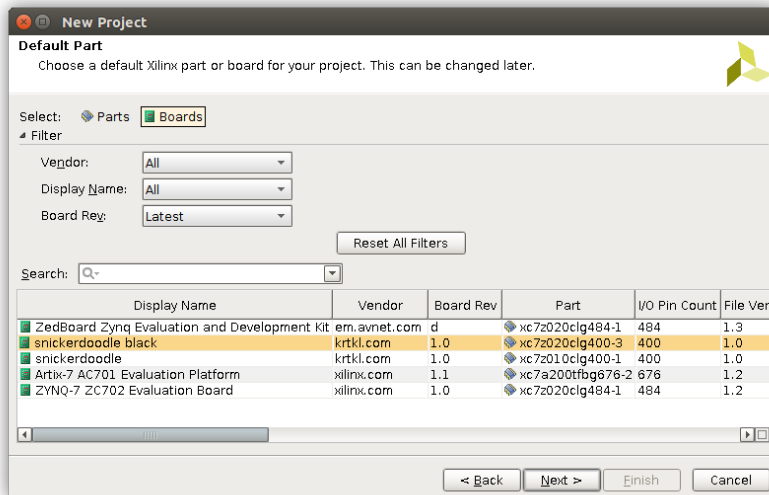 New Project
Default Part
Choose a default Xilinx part or board for your project. This can be changed later.
Select: Parts Boards
Filter
Vendor: All
Display Name: All
Board Rev: Latest
Reset All Filters
Search:
Display Name Vendor Board Rev Part I/O Pin Count File Ver
ZedBoard Zynq Evaluation and Development Kit em.avnet.com d xc7z020clg484-1 484 1.3
snickerdoodle black krtkl.com 1.0 xc7z020clg400-3 400 1.0
snickerdoodle krtkl.com 1.0 xc7z010clg400-1 400 1.0
Artix-7 AC701 Evaluation Platform xilinx.com 1.1 xc7a200tfbg676-2 676 1.2
ZYNQ-7 ZC702 Evaluation Board xilinx.com 1.0 xc7z020clg484-1 484 1.2
< Back Next > Finish Cancel